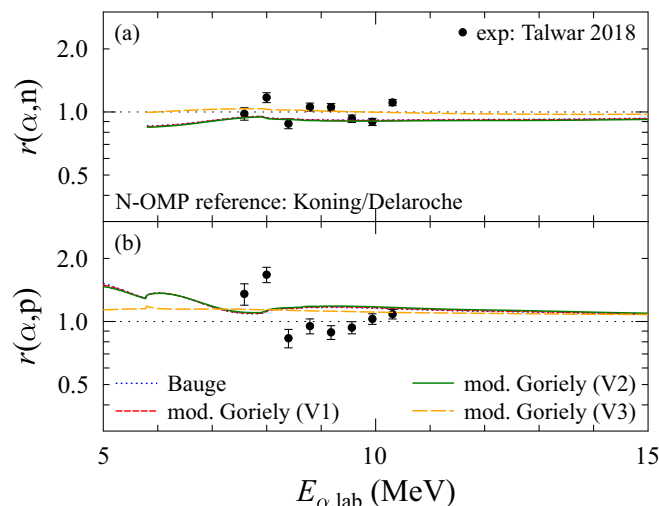 (a)
exp: Talwar 2018
2.0
1.0
0.5
r(α,n)
N-OMP reference: Koning/Delaroche
(b)
2.0
1.0
0.5
r(α,p)
Bauge
mod. Goriely (V2)
mod. Goriely (V1)
mod. Goriely (V3)
5 10 15
E α,lab (MeV)